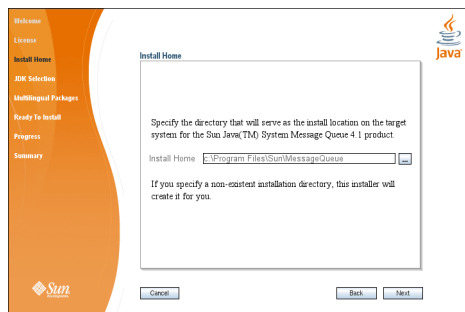 Welcome
License
Install Home
JDK Selection
Multilingual Packages
Ready To Install
Progress
Summary
Sun
Java
Install Home
Specify the directory that will serve as the install location on the target
system for the Sun Java(TM) System Message Queue 4.1 product.
Install Home c:\Program Files\Sun\MessageQueue ...
If you specify a non-existent installation directory, this installer will
create it for you.
Cancel Back Next